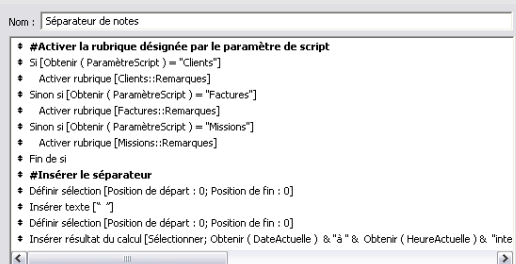 Nom : Séparateur de notes
#Activer la rubrique désignée par le paramètre de script
Si [Obtenir ( ParamètreScript ) = "Clients"]
Activer rubrique [Clients::Remarques]
Sinon si [Obtenir ( ParamètreScript ) = "Factures"]
Activer rubrique [Factures::Remarques]
Sinon si [Obtenir ( ParamètreScript ) = "Missions"]
Activer rubrique [Missions::Remarques]
Fin de si
#Insérer le séparateur
Définir sélection [Position de départ : 0; Position de fin : 0]
Insérer texte [“ ”]
Définir sélection [Position de départ : 0; Position de fin : 0]
Insérer résultat du calcul [Sélectionner; Obtenir ( DateActuelle ) & "à " & Obtenir ( HeureActuelle ) & "inte